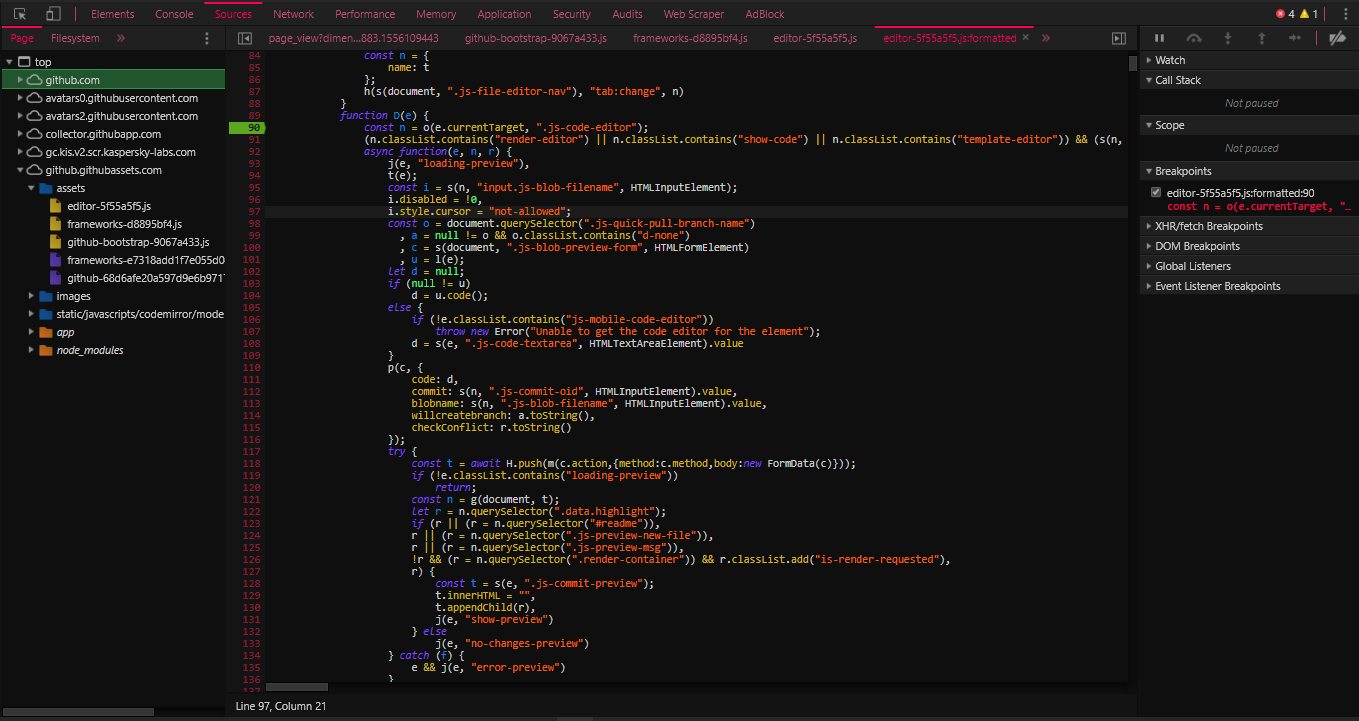 Elements Console Sources Network Performance Memory Application Security Audits Web Scraper AdBlock 4 1
Page Filesystem »
page_view?dimen...883.1556109443 github-bootstrap-9067a433.js frameworks-d8895bf4.js editor-5f55a5f5.js editor-5f55a5f5.js:formatted × »
top
github.com
avatars0.githubusercontent.com
avatars2.githubusercontent.com
collector.githubapp.com
gc.kis.v2.scr.kaspersky-labs.com
github.githubassets.com
assets
editor-5f55a5f5.js
frameworks-d8895bf4.js
github-bootstrap-9067a433.js
frameworks-e7318add1f7e055d0
github-68d6afe20a597d9e6b971
images
static/javascripts/codemirror/mode
app
node_modules
84 const n = {
85 name: t
86 };
87 h(s(document, ".js-file-editor-nav"), "tab:change", n)
88 }
89 function D(e) {
90 const n = o(e.currentTarget, ".js-code-editor");
91 (n.classList.contains("render-editor") || n.classList.contains("show-code") || n.classList.contains("template-editor")) && (s(n,
92 async function(e, n, r) {
93 j(e, "loading-preview"),
94 t(e);
95 const i = s(n, "input.js-blob-filename", HTMLInputElement);
96 i.disabled = !0,
97 i.style.cursor = "not-allowed";
98 const o = document.querySelector(".js-quick-pull-branch-name")
99 , a = null != o && o.classList.contains("d-none")
100 , c = s(document, ".js-blob-preview-form", HTMLFormElement)
101 , u = l(e);
102 let d = null;
103 if (null != u)
104 d = u.code();
105 else {
106 if (!e.classList.contains("js-mobile-code-editor"))
107 throw new Error("Unable to get the code editor for the element");
108 d = s(e, ".js-code-textarea", HTMLTextAreaElement).value
109 }
110 p(c, {
111 code: d,
112 commit: s(n, ".js-commit-oid", HTMLInputElement).value,
113 blobname: s(n, ".js-blob-filename", HTMLInputElement).value,
114 willcreatebranch: a.toString(),
115 checkConflict: r.toString()
116 });
117 try {
118 const t = await H.push(m(c.action,{method:c.method,body:new FormData(c)}));
119 if (!e.classList.contains("loading-preview"))
120 return;
121 const n = g(document, t);
122 let r = n.querySelector(".data.highlight");
123 if (r || (r = n.querySelector("#readme")),
124 r || (r = n.querySelector(".js-preview-new-file")),
125 r || (r = n.querySelector(".js-preview-msg")),
126 !r && (r = n.querySelector(".render-container")) && r.classList.add("is-render-requested"),
127 r) {
128 const t = s(e, ".js-commit-preview");
129 t.innerHTML = "",
130 t.appendChild(r),
131 j(e, "show-preview")
132 } else
133 j(e, "no-changes-preview")
134 } catch (f) {
135 e && j(e, "error-preview")
136 }
137
Line 97, Column 21
Watch
Call Stack
Not paused
Scope
Not paused
Breakpoints
editor-5f55a5f5.js:formatted:90
const n = o(e.currentTarget, "…
XHR/fetch Breakpoints
DOM Breakpoints
Global Listeners
Event Listener Breakpoints